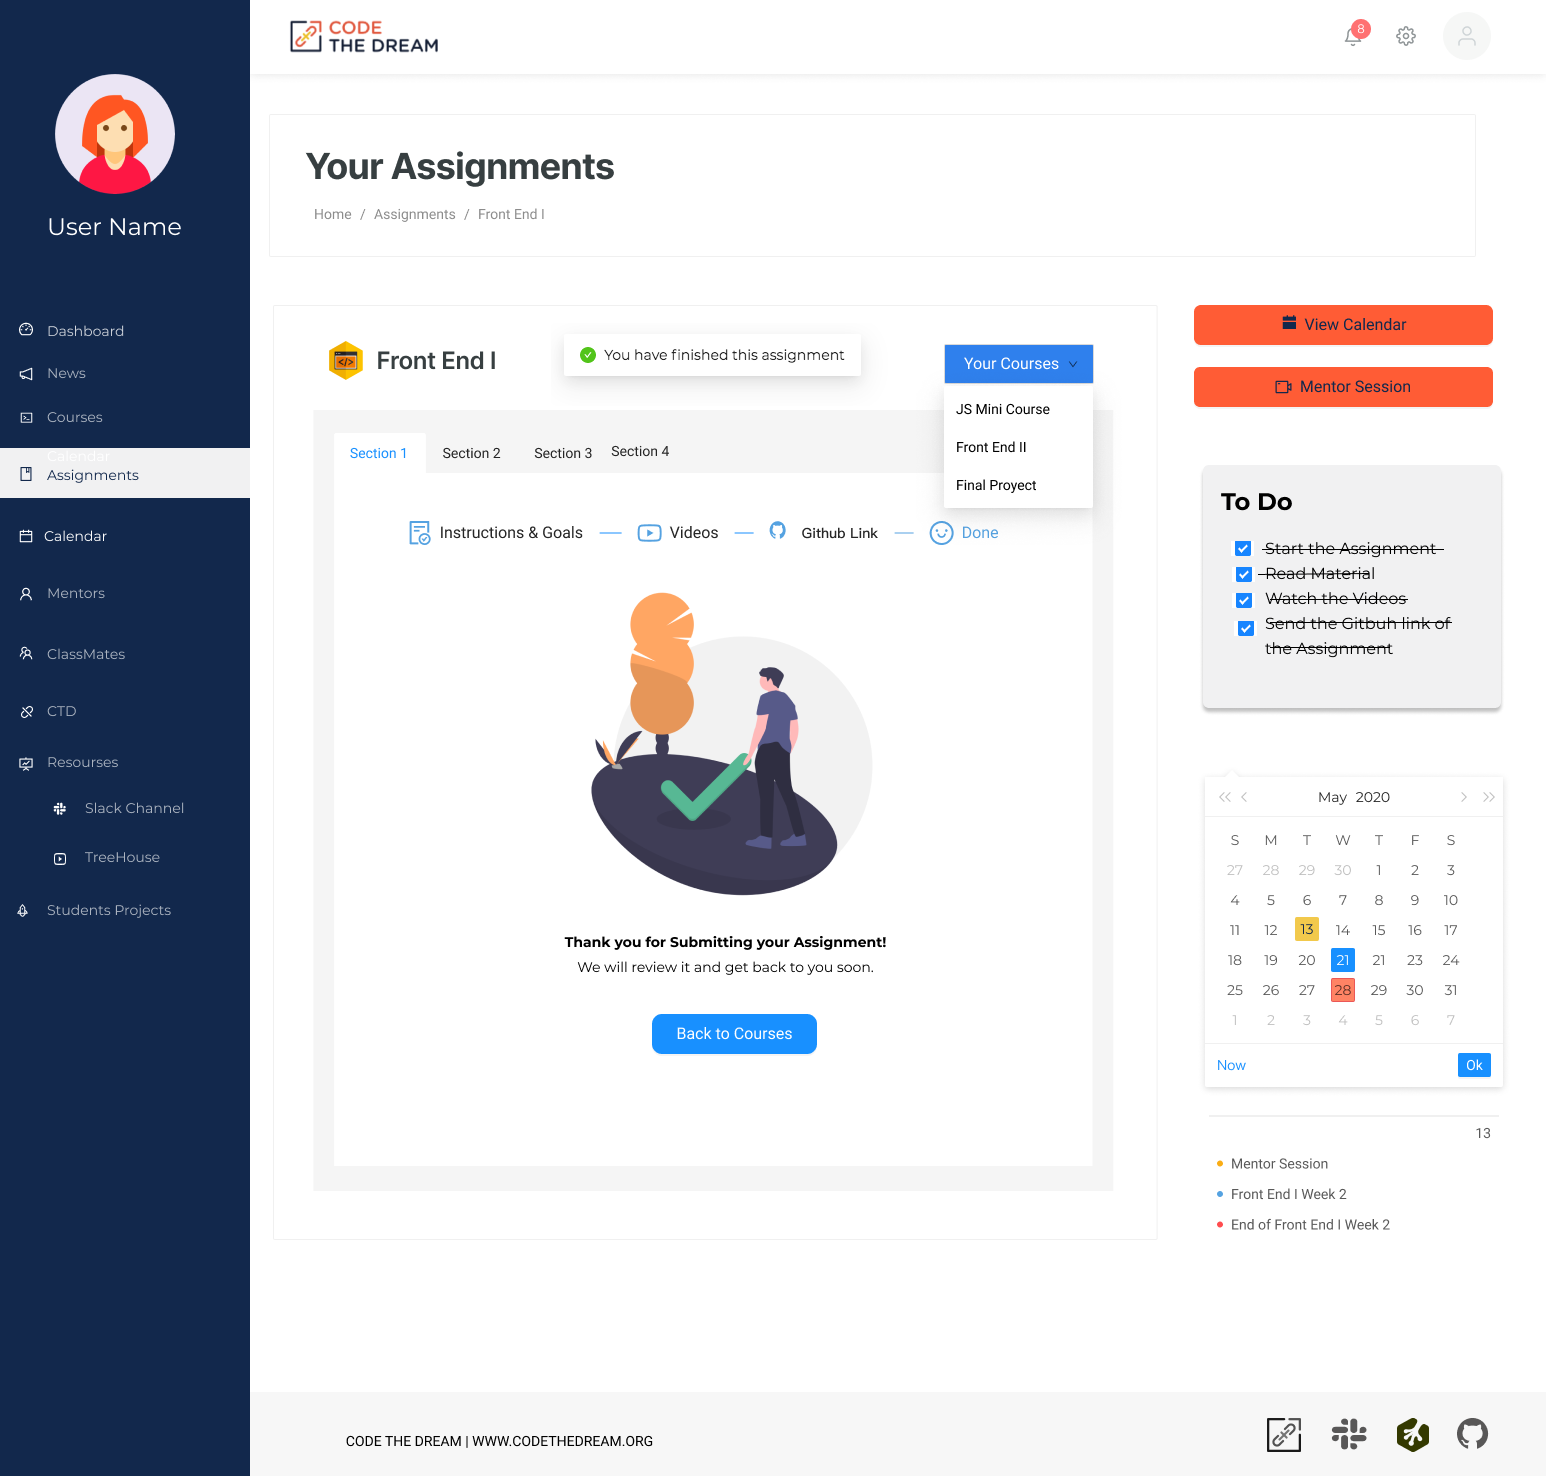 CODE
THE DREAM
8
User Name
Dashboard
News
Courses
Calendar
Assignments
Calendar
Mentors
ClassMates
CTD
Resourses
Slack Channel
TreeHouse
Students Projects
Your Assignments
Home / Assignments / Front End I
Front End I
You have finished this assignment
Your Courses
JS Mini Course
Front End II
Final Proyect
Section 1 Section 2 Section 3 Section 4
Instructions & Goals Videos Github Link Done
Thank you for Submitting your Assignment!
We will review it and get back to you soon.
Back to Courses
View Calendar
Mentor Session
To Do
Start the Assignment
Read Material
Watch the Videos
Send the Gitbuh link of
the Assignment
May 2020
S M T W T F S
27 28 29 30 1 2 3
4 5 6 7 8 9 10
11 12 13 14 15 16 17
18 19 20 21 21 23 24
25 26 27 28 29 30 31
1 2 3 4 5 6 7
Now Ok
13
Mentor Session
Front End I Week 2
End of Front End I Week 2
CODE THE DREAM | WWW.CODETHEDREAM.ORG